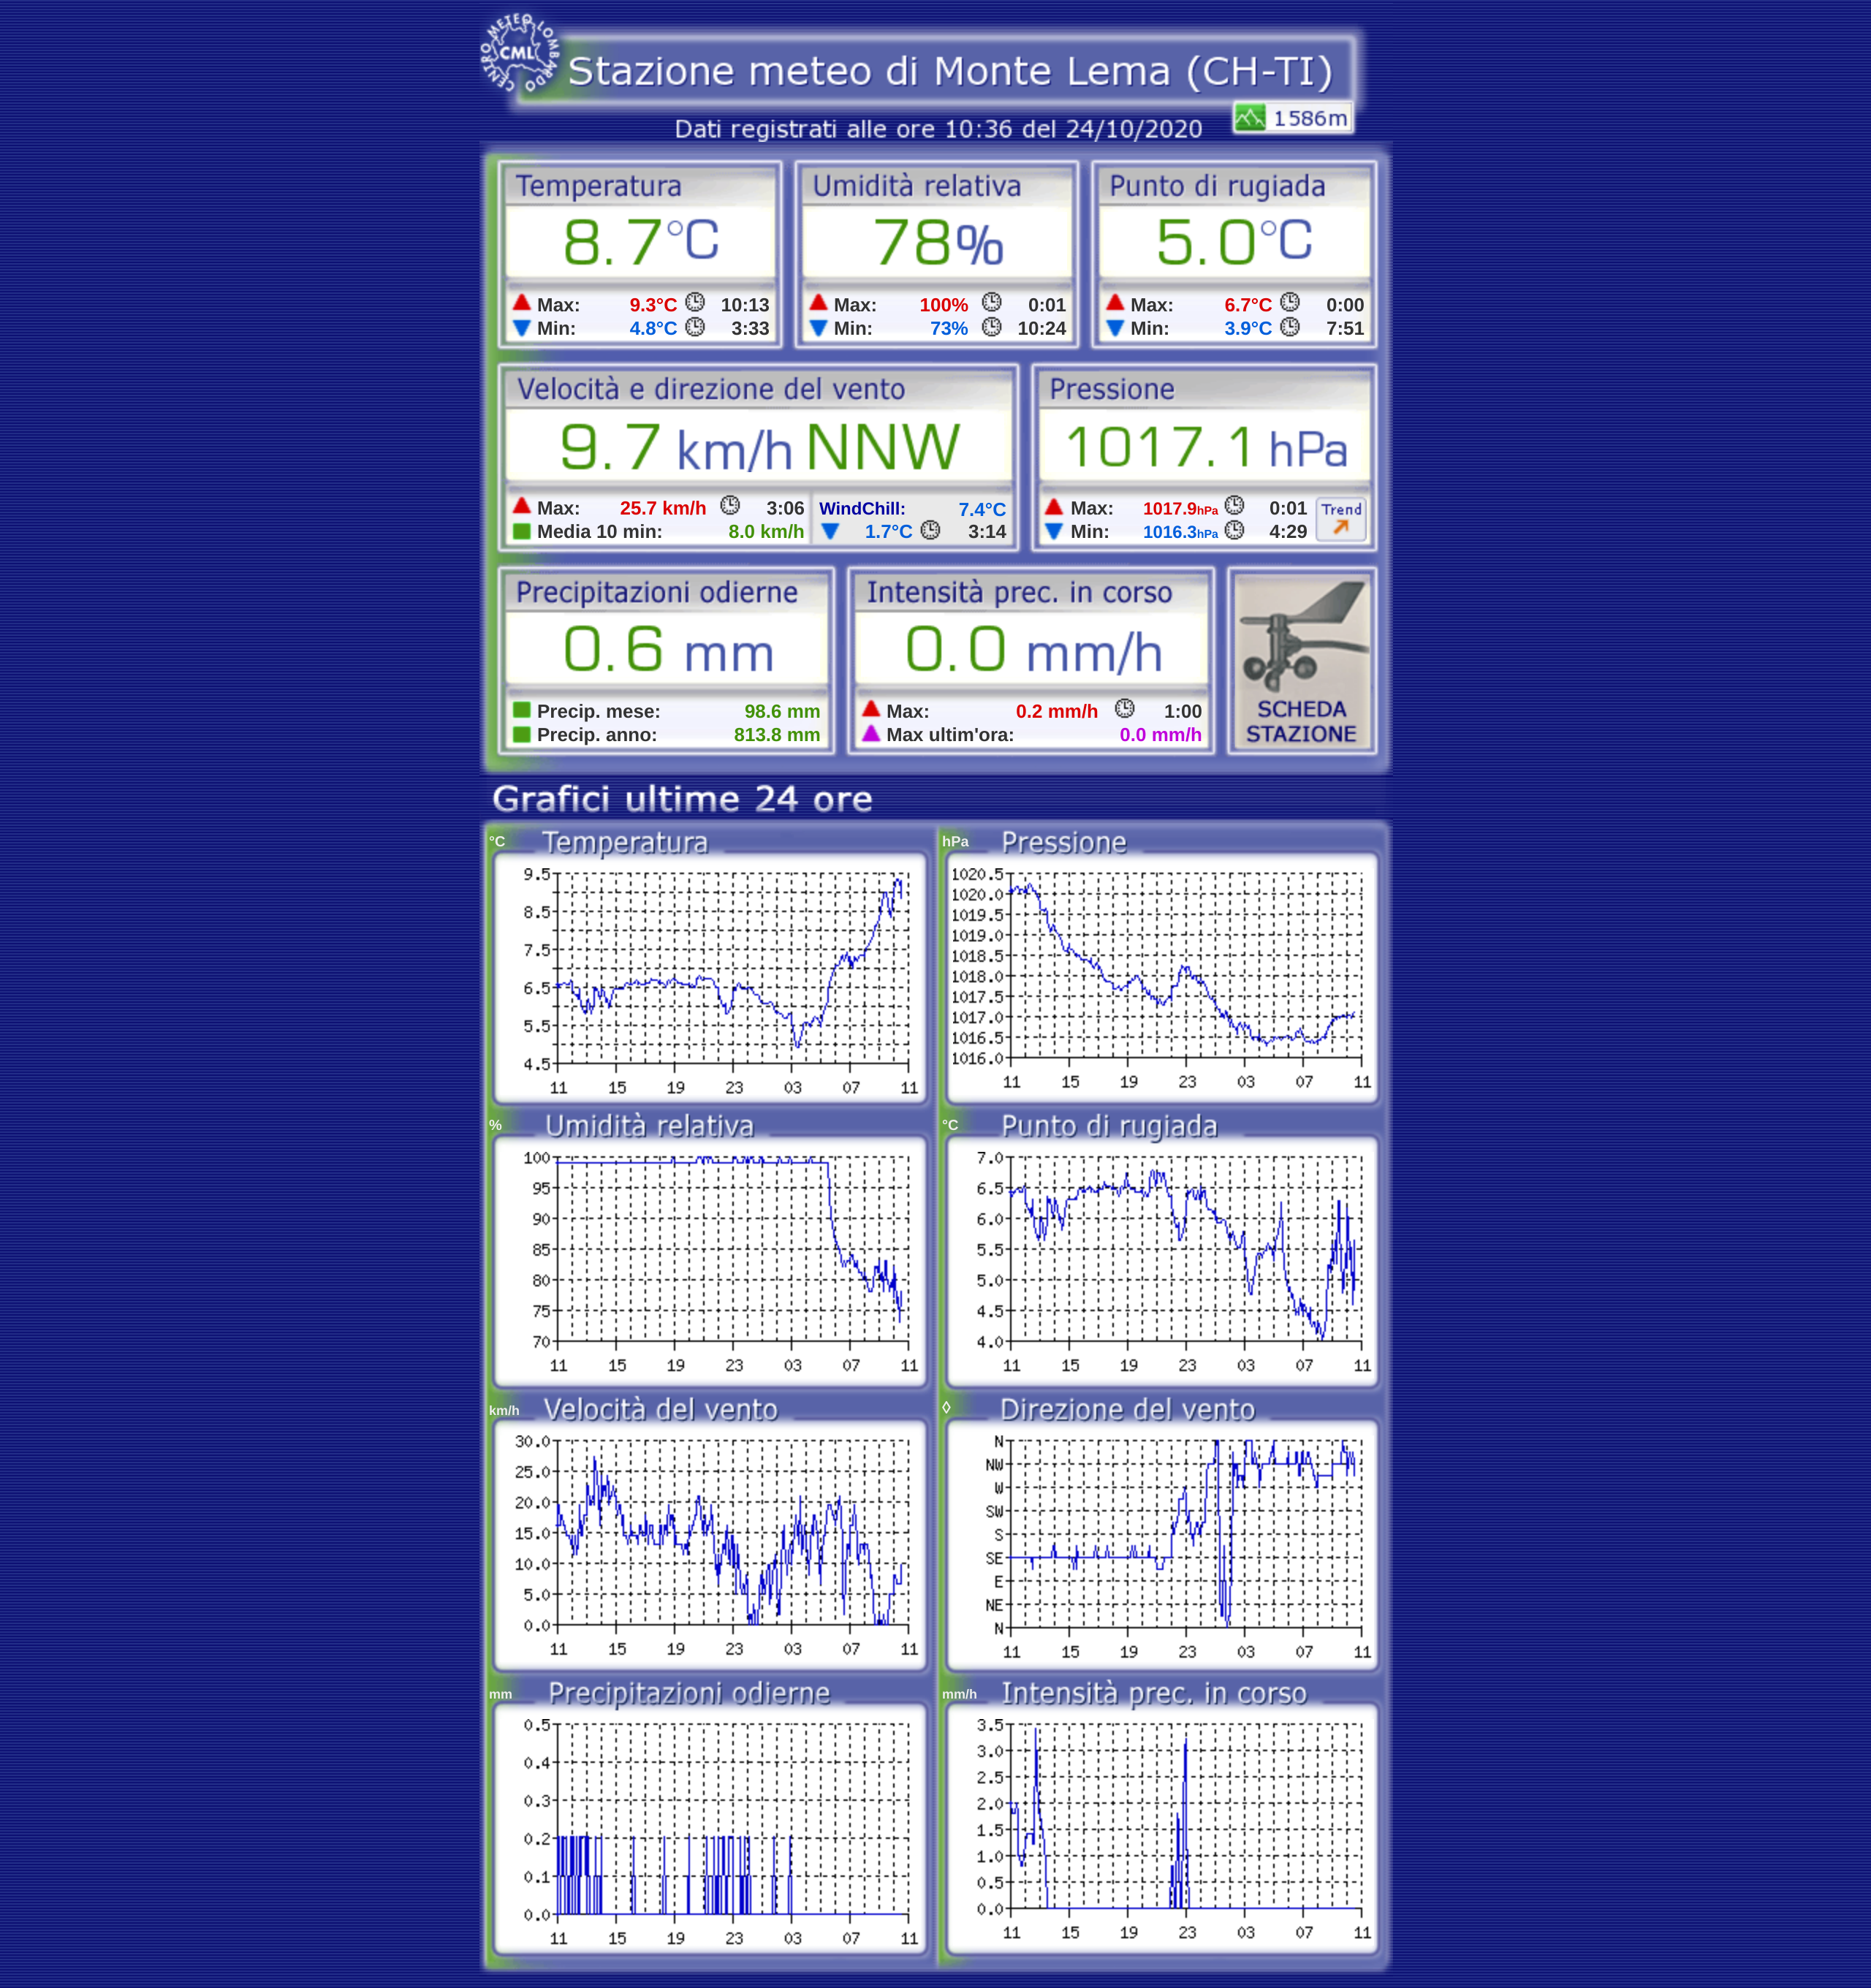 CENTRO METEO LOMBARDO
CML
Stazione meteo di Monte Lema (CH-TI)
1586m
Dati registrati alle ore 10:36 del 24/10/2020
Temperatura Umidità relativa Punto di rugiada
8.7°C 78% 5.0°C
Max: 9.3°C 10:13 Max: 100% 0:01 Max: 6.7°C 0:00
Min: 4.8°C 3:33 Min: 73% 10:24 Min: 3.9°C 7:51
Velocità e direzione del vento Pressione
9.7 km/h NNW 1017.1 hPa
Max: 25.7 km/h 3:06 WindChill: 7.4°C Max: 1017.9hPa 0:01 Trend
Media 10 min: 8.0 km/h 1.7°C 3:14 Min: 1016.3hPa 4:29
Precipitazioni odierne Intensità prec. in corso
0.6 mm 0.0 mm/h
Precip. mese: 98.6 mm Max: 0.2 mm/h 1:00 SCHEDA
Precip. anno: 813.8 mm Max ultim'ora: 0.0 mm/h STAZIONE
Grafici ultime 24 ore
°C Temperatura
9.5
8.5
7.5
6.5
5.5
4.5
11 15 19 23 03 07 11
hPa Pressione
1020.5
1020.0
1019.5
1019.0
1018.5
1018.0
1017.5
1017.0
1016.5
1016.0
11 15 19 23 03 07 11
% Umidità relativa
100
95
90
85
80
75
70
11 15 19 23 03 07 11
°C Punto di rugiada
7.0
6.5
6.0
5.5
5.0
4.5
4.0
11 15 19 23 03 07 11
km/h Velocità del vento
30.0
25.0
20.0
15.0
10.0
5.0
0.0
11 15 19 23 03 07 11
◊ Direzione del vento
N
NW
W
SW
S
SE
E
NE
N
11 15 19 23 03 07 11
mm Precipitazioni odierne
0.5
0.4
0.3
0.2
0.1
0.0
11 15 19 23 03 07 11
mm/h Intensità prec. in corso
3.5
3.0
2.5
2.0
1.5
1.0
0.5
0.0
11 15 19 23 03 07 11